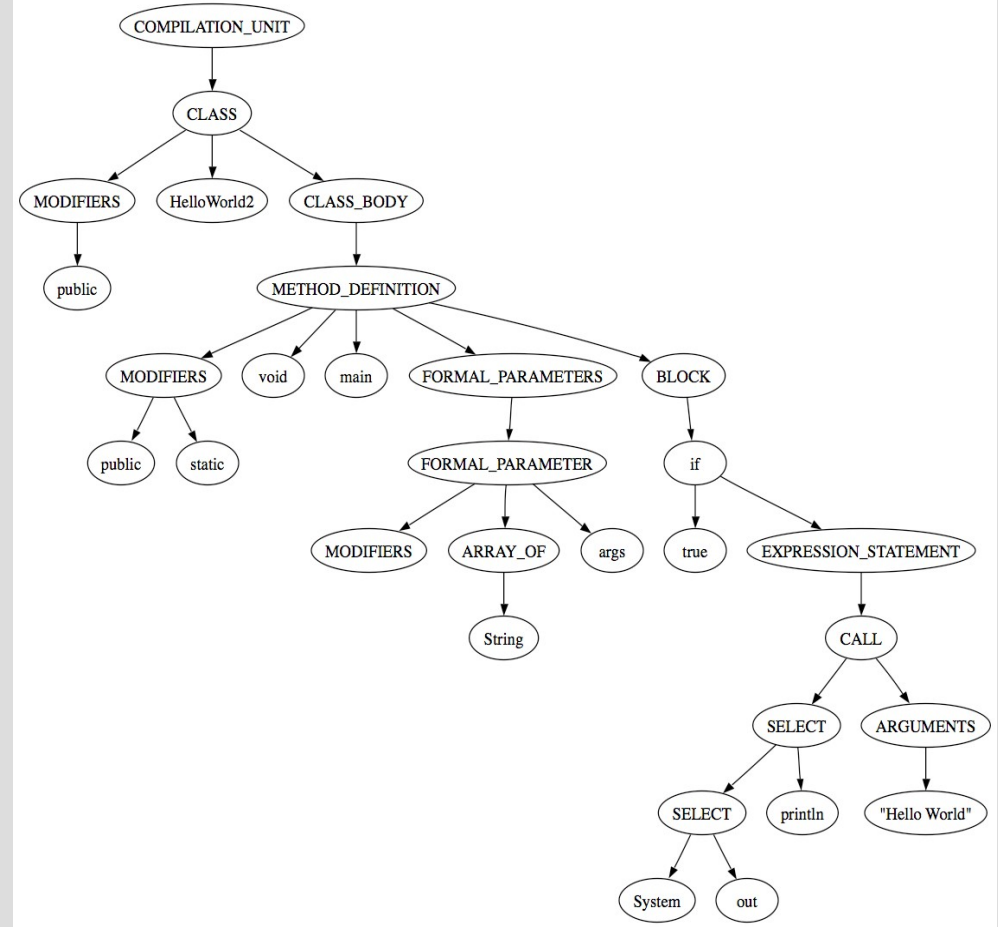 COMPILATION_UNIT
CLASS
MODIFIERS
HelloWorld2
CLASS_BODY
public
METHOD_DEFINITION
MODIFIERS
void
main
FORMAL_PARAMETERS
BLOCK
public
static
FORMAL_PARAMETER
if
MODIFIERS
ARRAY_OF
args
true
EXPRESSION_STATEMENT
String
CALL
SELECT
ARGUMENTS
SELECT
println
"Hello World"
System
out